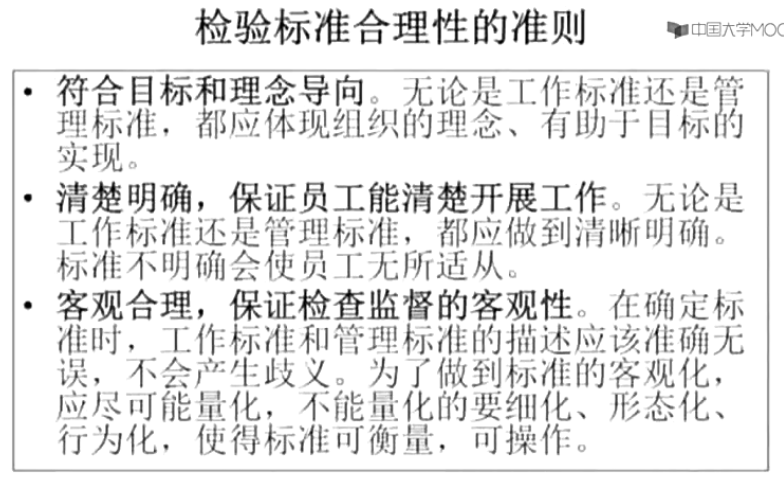 检验标准合理性的准则
中国大学MOO
• 符合目标和理念导向。无论是工作标准还是管
理标准，都应体现组织的理念、有助于目标的
实现。
• 清楚明确，保证员工能清楚开展工作。无论是
工作标准还是管理标准，都应做到清晰明确。
标准不明确会使员工无所适从。
• 客观合理，保证检查监督的客观性。在确定标
准时，工作标准和管理标准的描述应该准确无
误，不会产生歧义。为了做到标准的客观化，
应尽可能量化，不能量化的要细化、形态化、
行为化，使得标准可衡量，可操作。